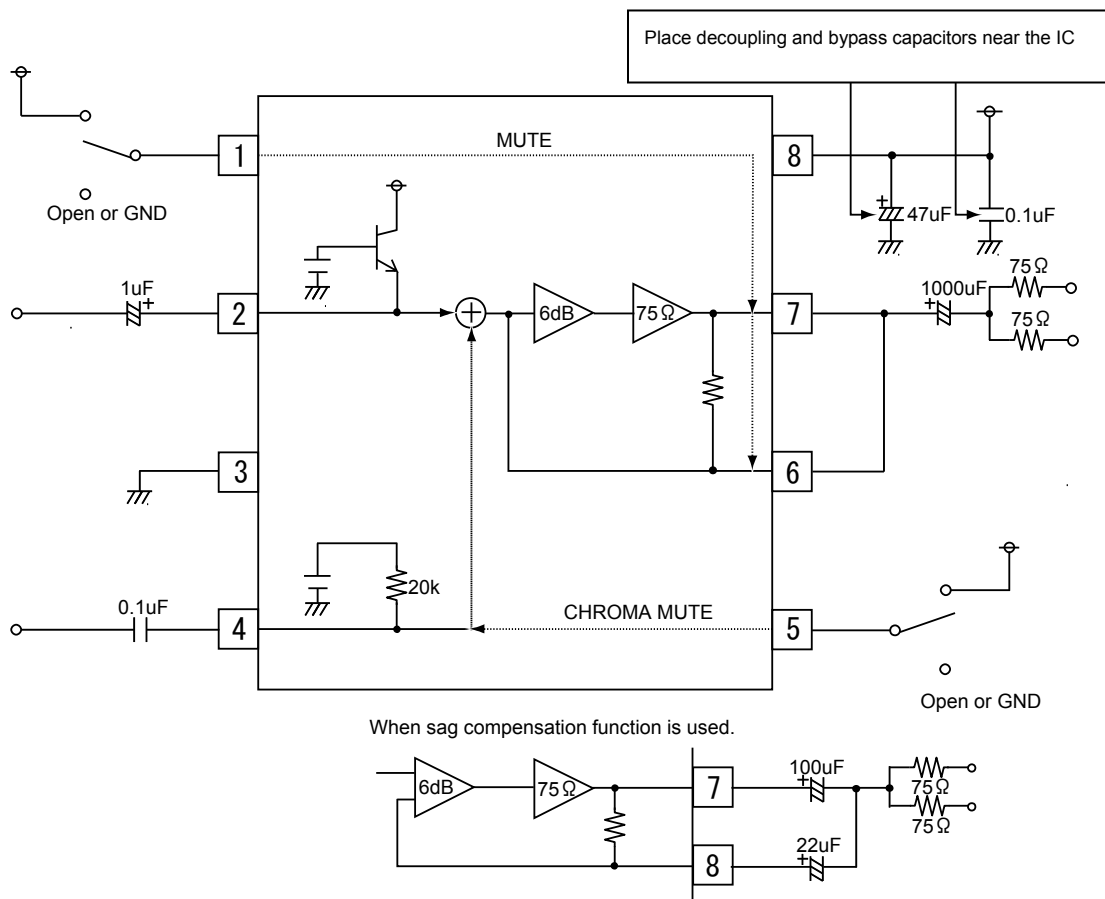 Place decoupling and bypass capacitors near the IC
1
MUTE
8
Open or GND
47uF
0.1uF
1uF
2
6dB
75Ω
7
1000uF
75Ω
75Ω
3
6
20k
0.1uF
4
CHROMA MUTE
5
Open or GND
When sag compensation function is used.
6dB
75Ω
7
100uF
75Ω
75Ω
8
22uF